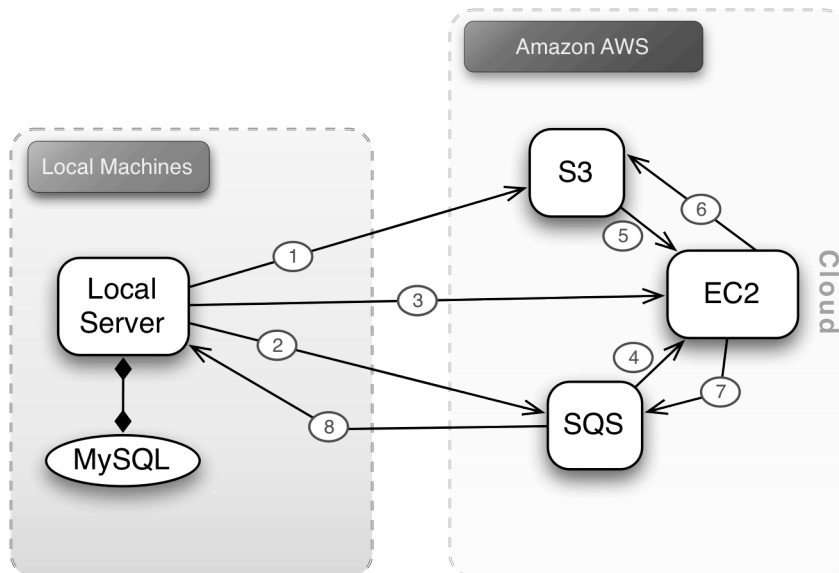 Amazon AWS
Local Machines
S3
6
5
1
Cloud
Local
Server
3
EC2
2
4
7
8
SQS
MySQL